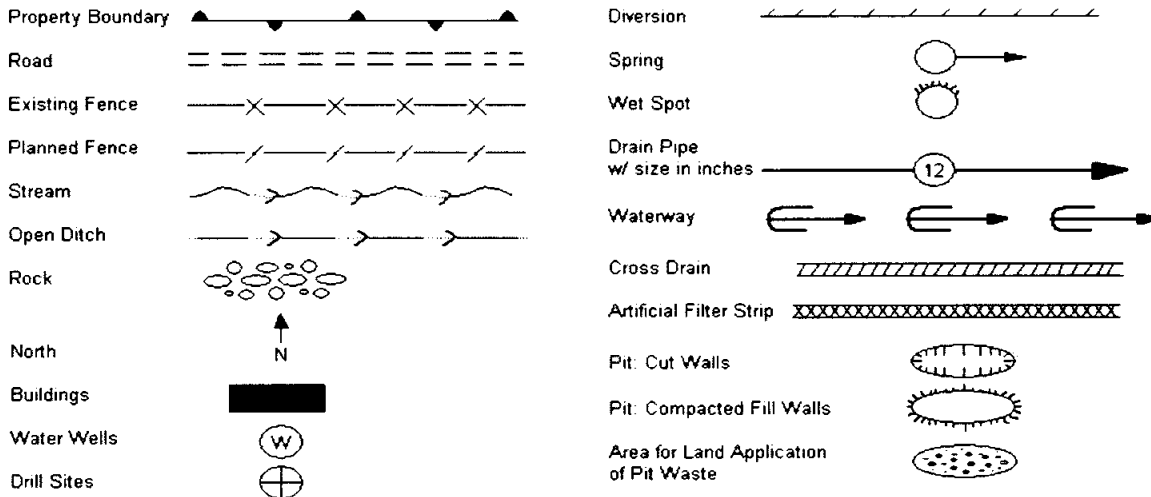 Property Boundary
Road
Existing Fence
Planned Fence
Stream
Open Ditch
Rock
North
N
Buildings
Water Wells
W
Drill Sites
Diversion
Spring
Wet Spot
Drain Pipe
w/ size in inches
12
Waterway
Cross Drain
Artificial Filter Strip
Pit: Cut Walls
Pit: Compacted Fill Walls
Area for Land Application
of Pit Waste